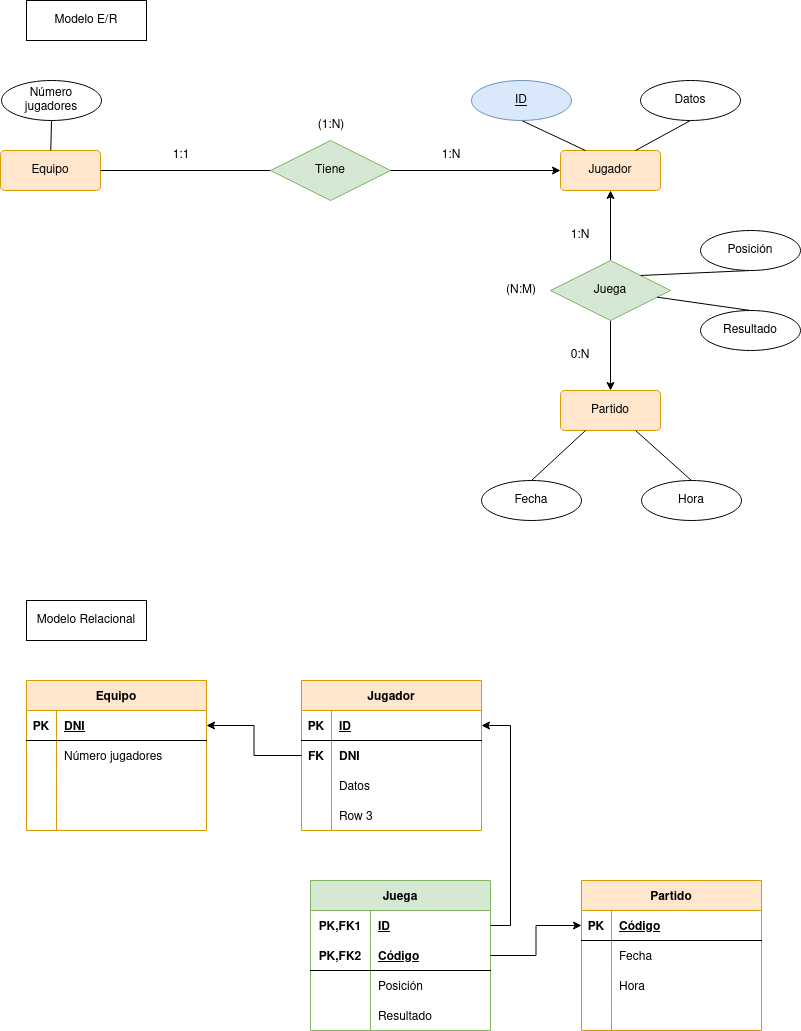 Modelo E/R
Número
jugadores
ID
Datos
(1:N)
1:1
1:N
Equipo
Tiene
Jugador
1:N
Posición
(N:M)
Juega
Resultado
0:N
Partido
Fecha
Hora
Modelo Relacional
Equipo
PK DNI
Número jugadores
Jugador
PK ID
FK DNI
Datos
Row 3
Juega
PK,FK1 ID
PK,FK2 Código
Posición
Resultado
Partido
PK Código
Fecha
Hora